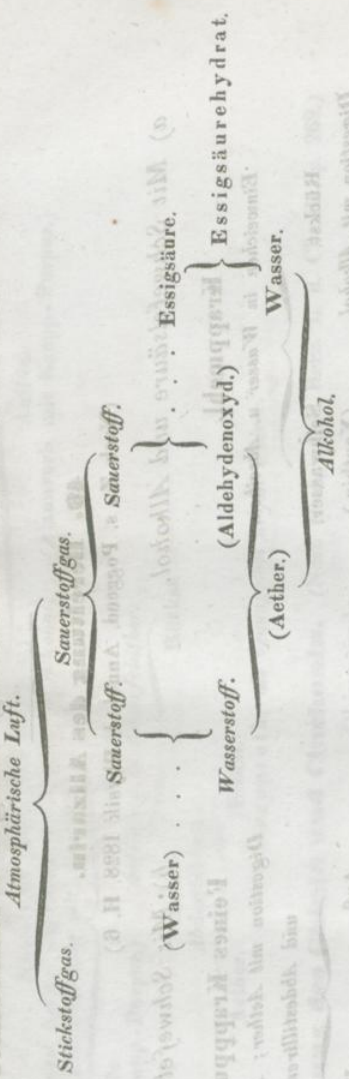 Atmosphärische Luft.
Stickstoffgas. Sauerstoffgas.
Sauerstoff. Sauerstoff.
(Wasser) . . . . . . . Essigsäure.
Wasserstoff. (Aldehydenoxyd.) Essigsäurehydrat.
(Aether.) Wasser.
Alkohol.